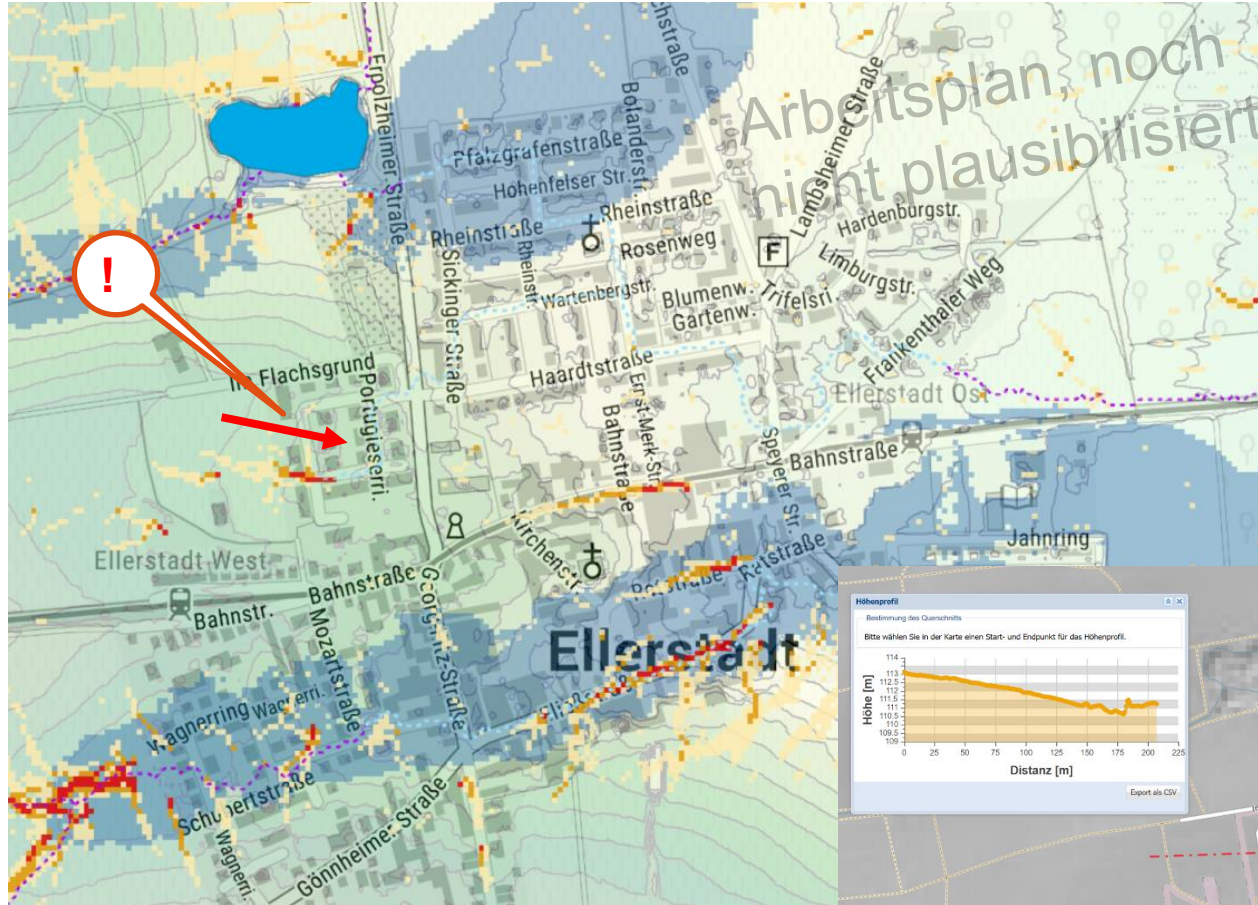 Arbeitsplan, noch
nicht plausibilisiert
Erpolzheimer Straße
Pfalzgrafenstraße
Hohenfelser Str.
Bolanderstr.
Lambsheimer Straße
Rheinstraße
Rheinstraße
Rheinstr.
Rosenweg
F
Hardenburgstr.
Limburgstr.
Sickinger Straße
Wartenbergstr.
Blumenw.
Gartenw.
Trifelsri.
Frankenthaler Weg
!
Flachsgrund
Portugieserri.
Haardtstraße
Ernst-Merk-Str.
Bahnstraße
Speyerer Str.
Ellerstadt Ost
Bahnstraße
Kirchenstr.
Jahnring
Ellerstadt West
Bahnstraße
Bahnstr.
Mozartstraße
Ratstraße
Ellerstadt
Wagnerring
Wagnerri.
Schubertstraße
Wagnerri.
Gönnheimer Straße
Höhenprofil
Bestimmung des Querschnitts
Bitte wählen Sie in der Karte einen Start- und Endpunkt für das Höhenprofil.
Höhe [m]
114
113
112.5
112
111.5
111
110.5
110
109.5
109
0 25 50 75 100 125 150 175 200 225
Distanz [m]
Export als CSV